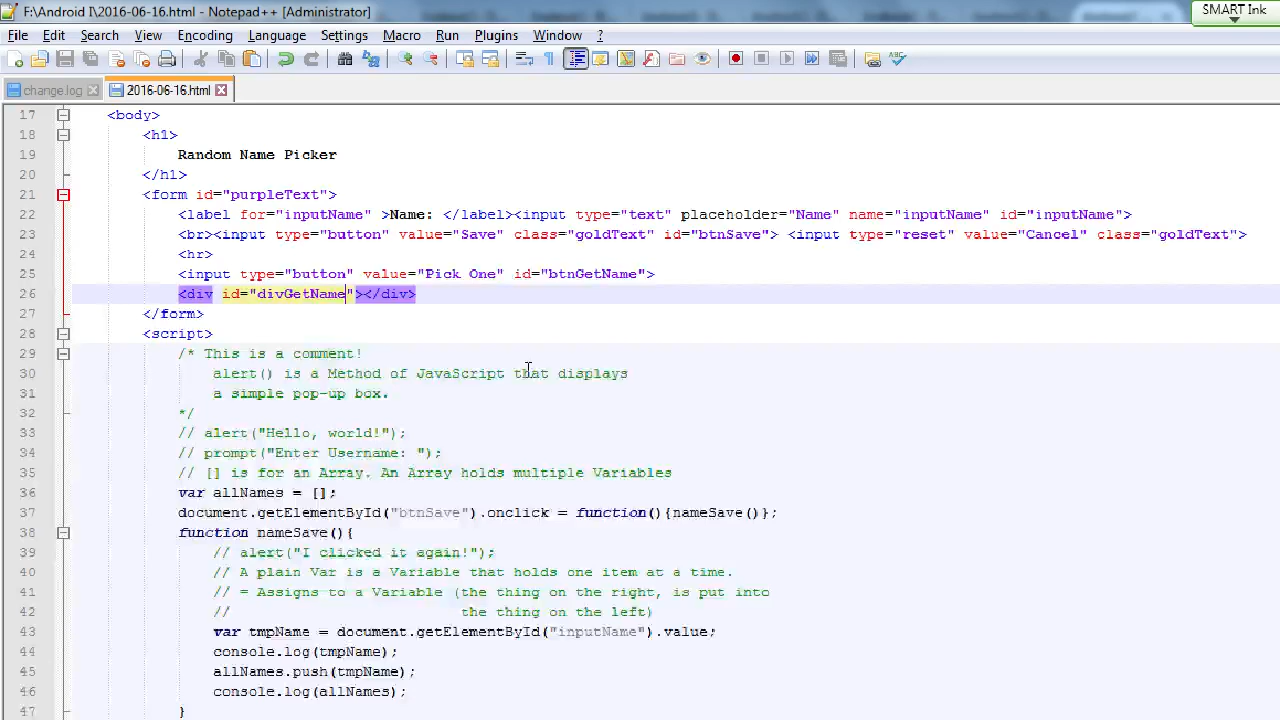 F:\Android I\2016-06-16.html - Notepad++ [Administrator]
SMART Ink
File Edit Search View Encoding Language Settings Macro Run Plugins Window ?
change.log 2016-06-16.html
17 <body>
18 <h1>
19 Random Name Picker
20 </h1>
21 <form id="purpleText">
22 <label for="inputName" >Name: </label><input type="text" placeholder="Name" name="inputName" id="inputName">
23 <br><input type="button" value="Save" class="goldText" id="btnSave"> <input type="reset" value="Cancel" class="goldText">
24 <hr>
25 <input type="button" value="Pick One" id="btnGetName">
26 <div id="divGetName"></div>
27 </form>
28 <script>
29 /* This is a comment!
30 alert() is a Method of JavaScript that displays
31 a simple pop-up box.
32 */
33 // alert("Hello, world!");
34 // prompt("Enter Username: ");
35 // [] is for an Array. An Array holds multiple Variables
36 var allNames = [];
37 document.getElementById("btnSave").onclick = function(){nameSave()};
38 function nameSave(){
39 // alert("I clicked it again!");
40 // A plain Var is a Variable that holds one item at a time.
41 // = Assigns to a Variable (the thing on the right, is put into
42 // the thing on the left)
43 var tmpName = document.getElementById("inputName").value;
44 console.log(tmpName);
45 allNames.push(tmpName);
46 console.log(allNames);
47 }